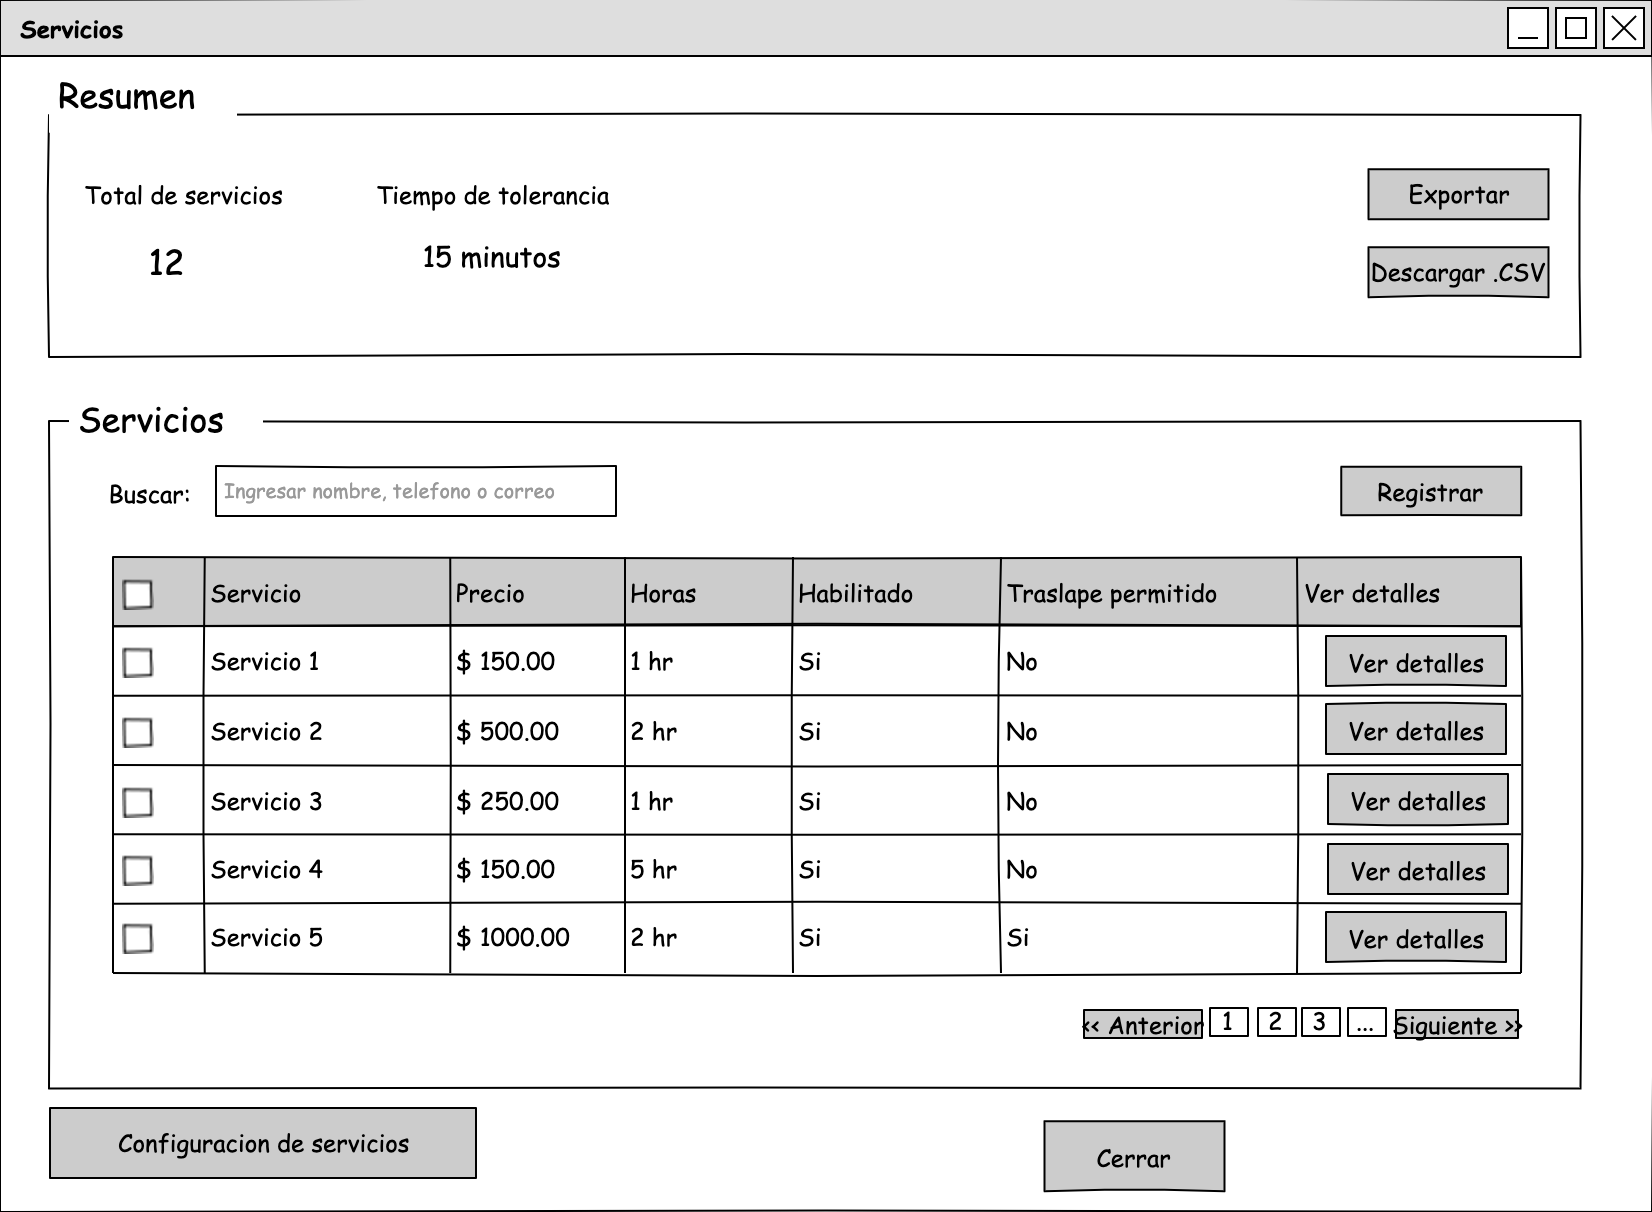 Servicios
Resumen
Total de servicios Tiempo de tolerancia Exportar
12 15 minutos Descargar .CSV
Servicios
Buscar: Ingresar nombre, telefono o correo Registrar
Servicio Precio Horas Habilitado Traslape permitido Ver detalles
Servicio 1 $ 150.00 1 hr Si No Ver detalles
Servicio 2 $ 500.00 2 hr Si No Ver detalles
Servicio 3 $ 250.00 1 hr Si No Ver detalles
Servicio 4 $ 150.00 5 hr Si No Ver detalles
Servicio 5 $ 1000.00 2 hr Si Si Ver detalles
<< Anterior 1 2 3 ... Siguiente >>
Configuracion de servicios Cerrar